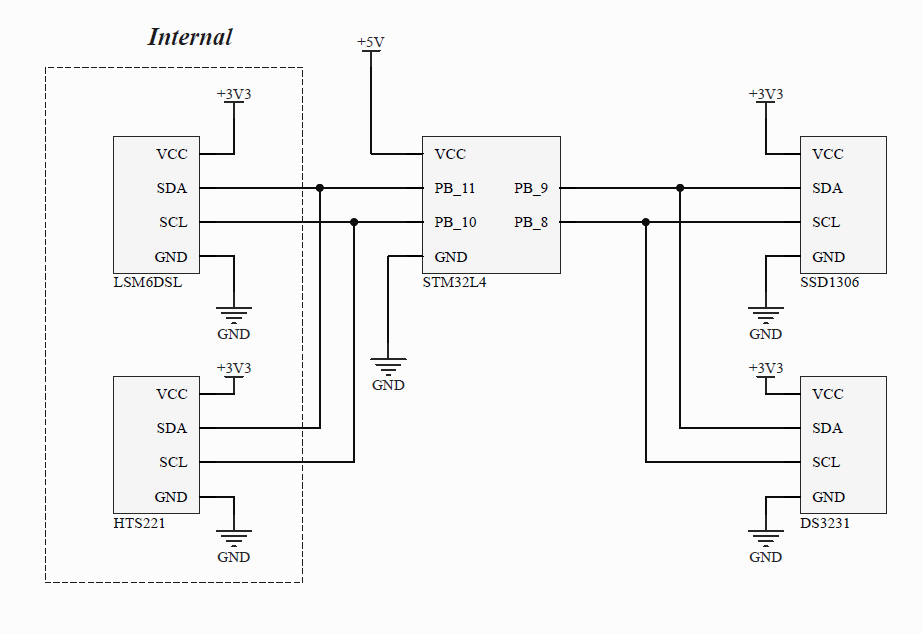 Internal
+3V3
VCC
SDA
SCL
GND
LSM6DSL
GND
+3V3
VCC
SDA
SCL
GND
HTS221
GND
+5V
VCC
PB_11 PB_9
PB_10 PB_8
GND
STM32L4
GND
+3V3
VCC
SDA
SCL
GND
SSD1306
GND
+3V3
VCC
SDA
SCL
GND
DS3231
GND